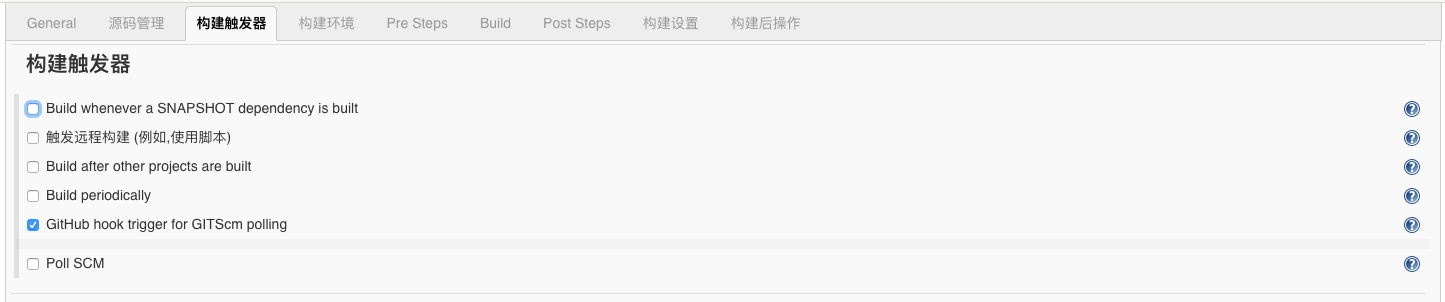 General 源码管理 构建触发器 构建环境 Pre Steps Build Post Steps 构建设置 构建后操作
构建触发器
Build whenever a SNAPSHOT dependency is built
触发远程构建 (例如,使用脚本)
Build after other projects are built
Build periodically
GitHub hook trigger for GITScm polling
Poll SCM